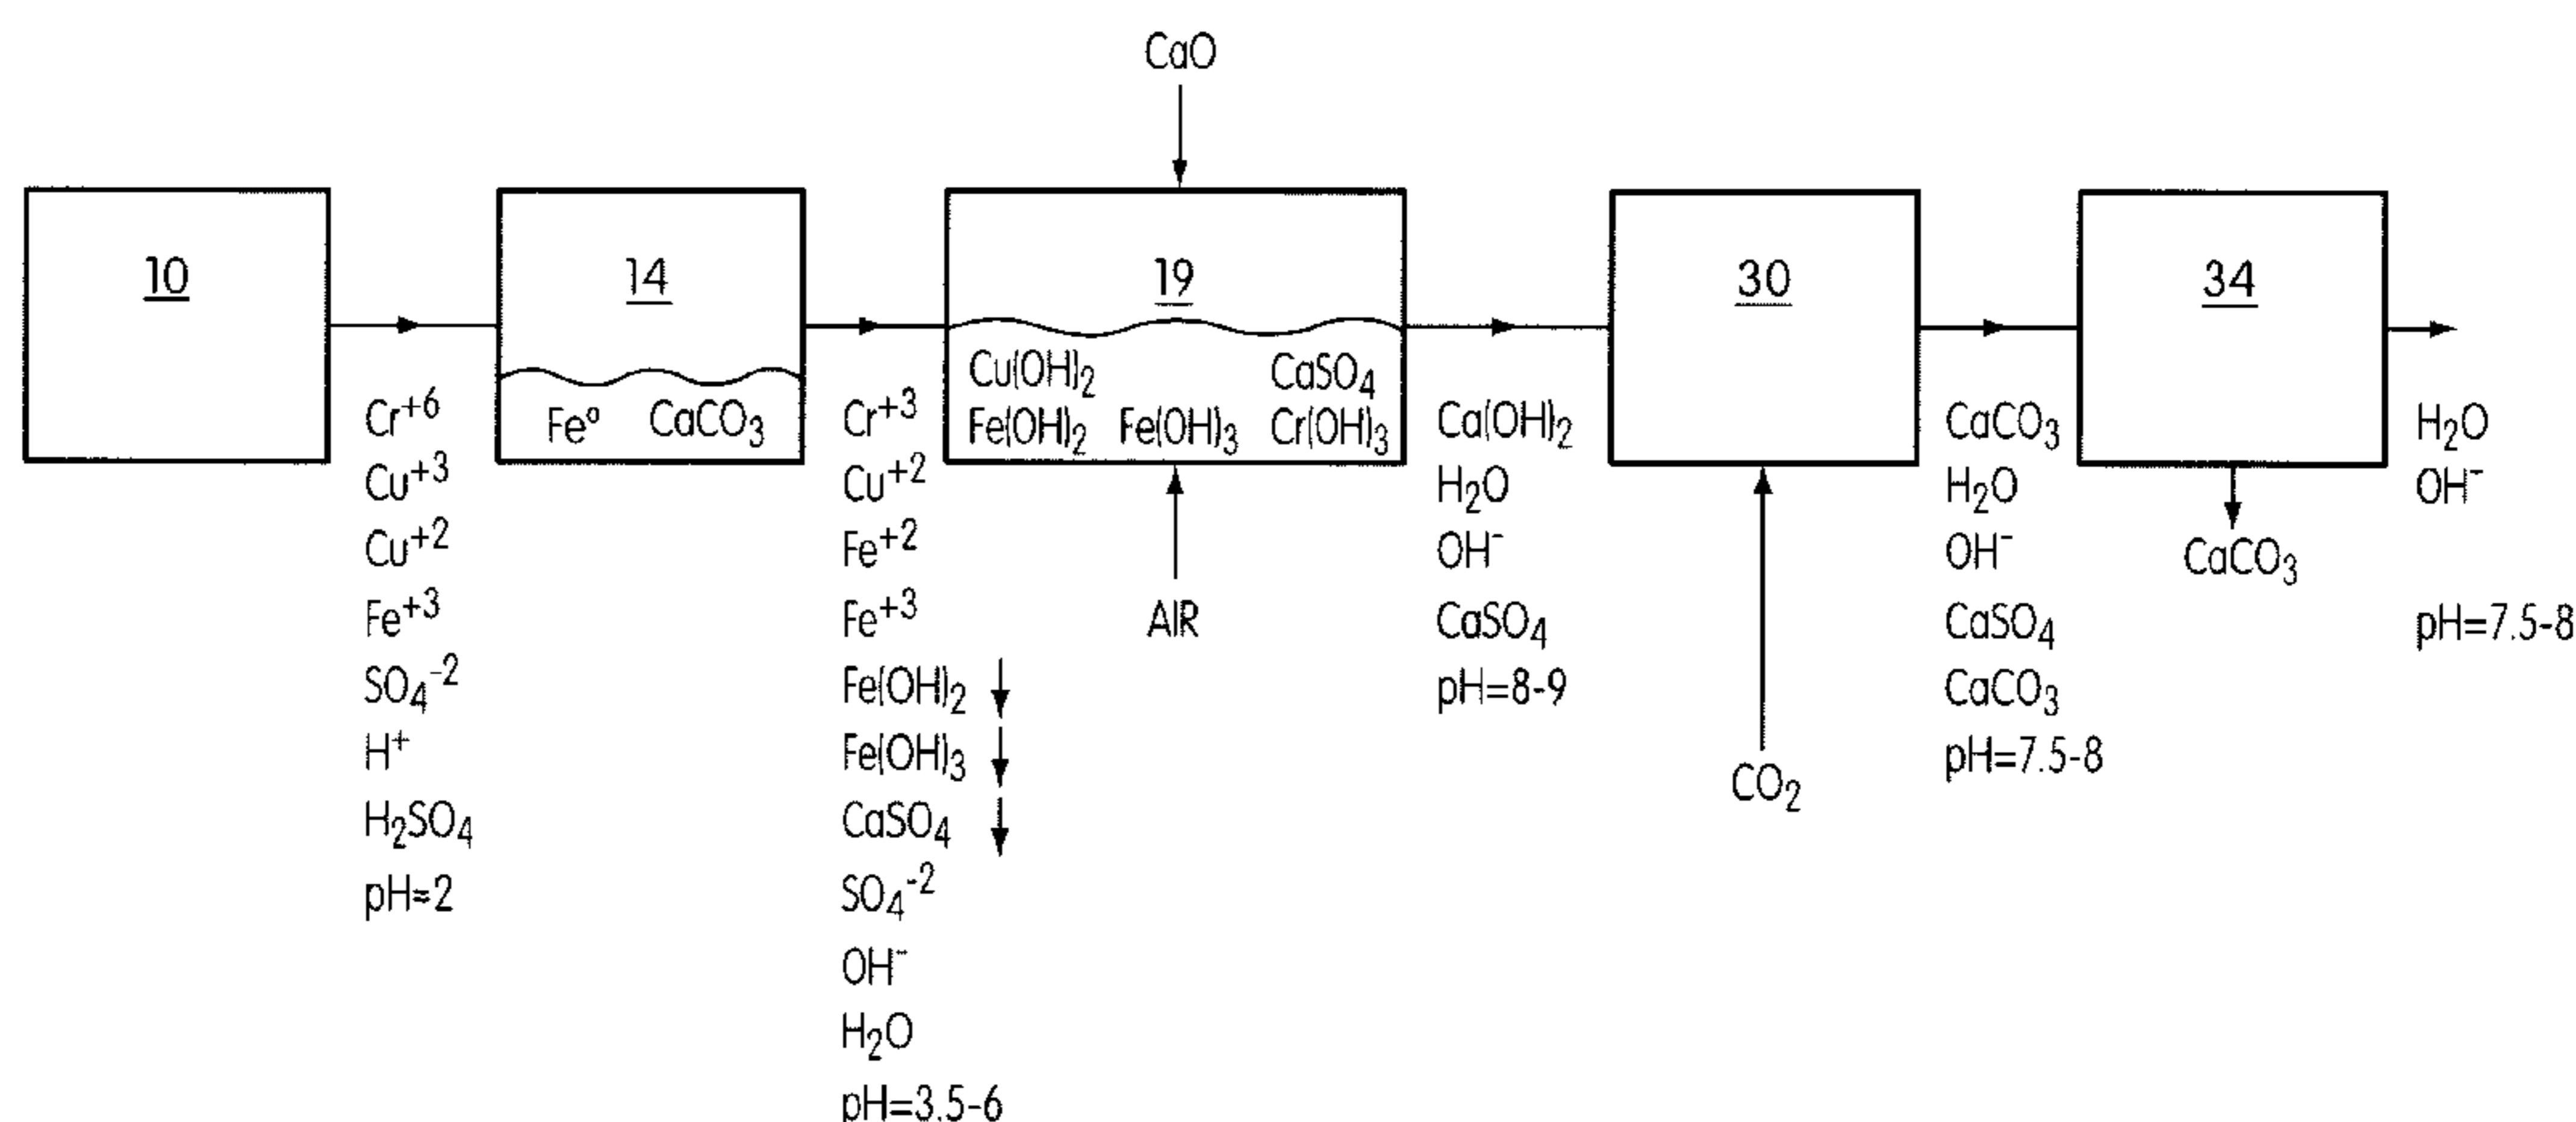 CaO
10
14
19
30
34
Fe⁰ CaCO₃
Cu(OH)₂ CaSO₄
Fe(OH)₂ Fe(OH)₃ Cr(OH)₃
Cr⁺⁶
Cu⁺³
Cu⁺²
Fe⁺³
SO₄⁻²
H⁺
H₂SO₄
pH=2
Cr⁺³
Cu⁺²
Fe⁺²
Fe⁺³
Fe(OH)₂ ↓
Fe(OH)₃ ↓
CaSO₄ ↓
SO₄⁻²
OH⁻
H₂O
pH=3.5-6
AIR
Ca(OH)₂
H₂O
OH⁻
CaSO₄
pH=8-9
CO₂
CaCO₃
H₂O
OH⁻
CaSO₄
CaCO₃
pH=7.5-8
CaCO₃
H₂O
OH⁻
pH=7.5-8